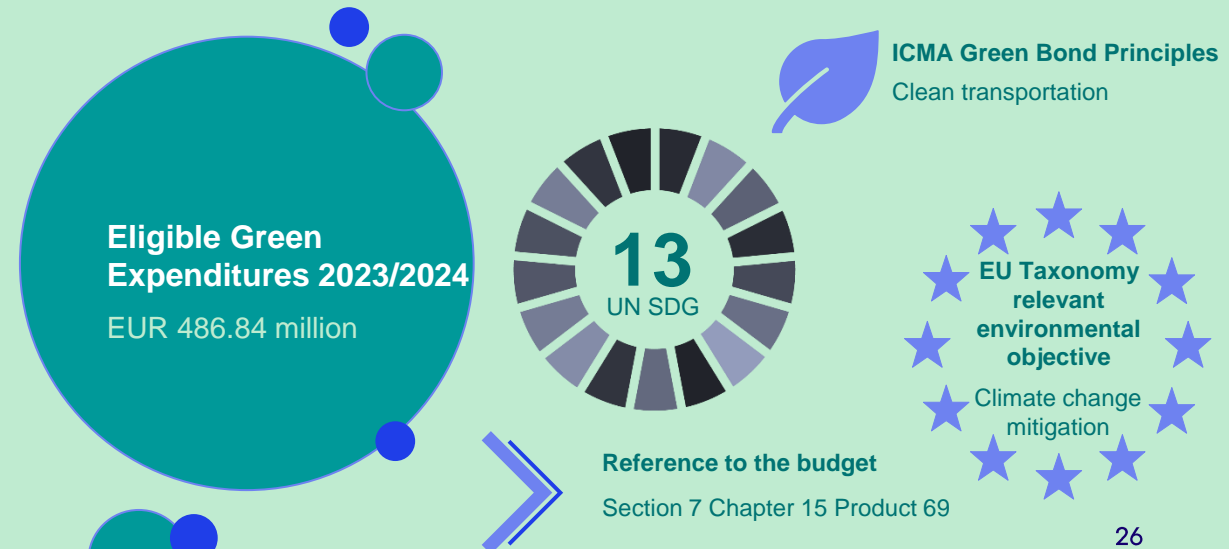 Eligible Green
Expenditures 2023/2024
EUR 486.84 million
13
UN SDG
ICMA Green Bond Principles
Clean transportation
EU Taxonomy
relevant
environmental
objective
Climate change
mitigation
Reference to the budget
Section 7 Chapter 15 Product 69
26